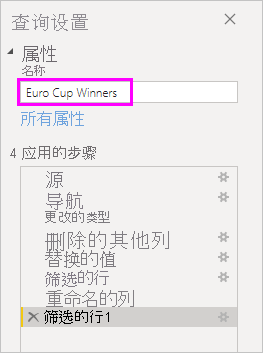 查询设置
属性
名称
Euro Cup Winners
所有属性
4 应用的步骤
源
导航
更改的类型
删除的其他列
替换的值
筛选的行
重命名的列
筛选的行1